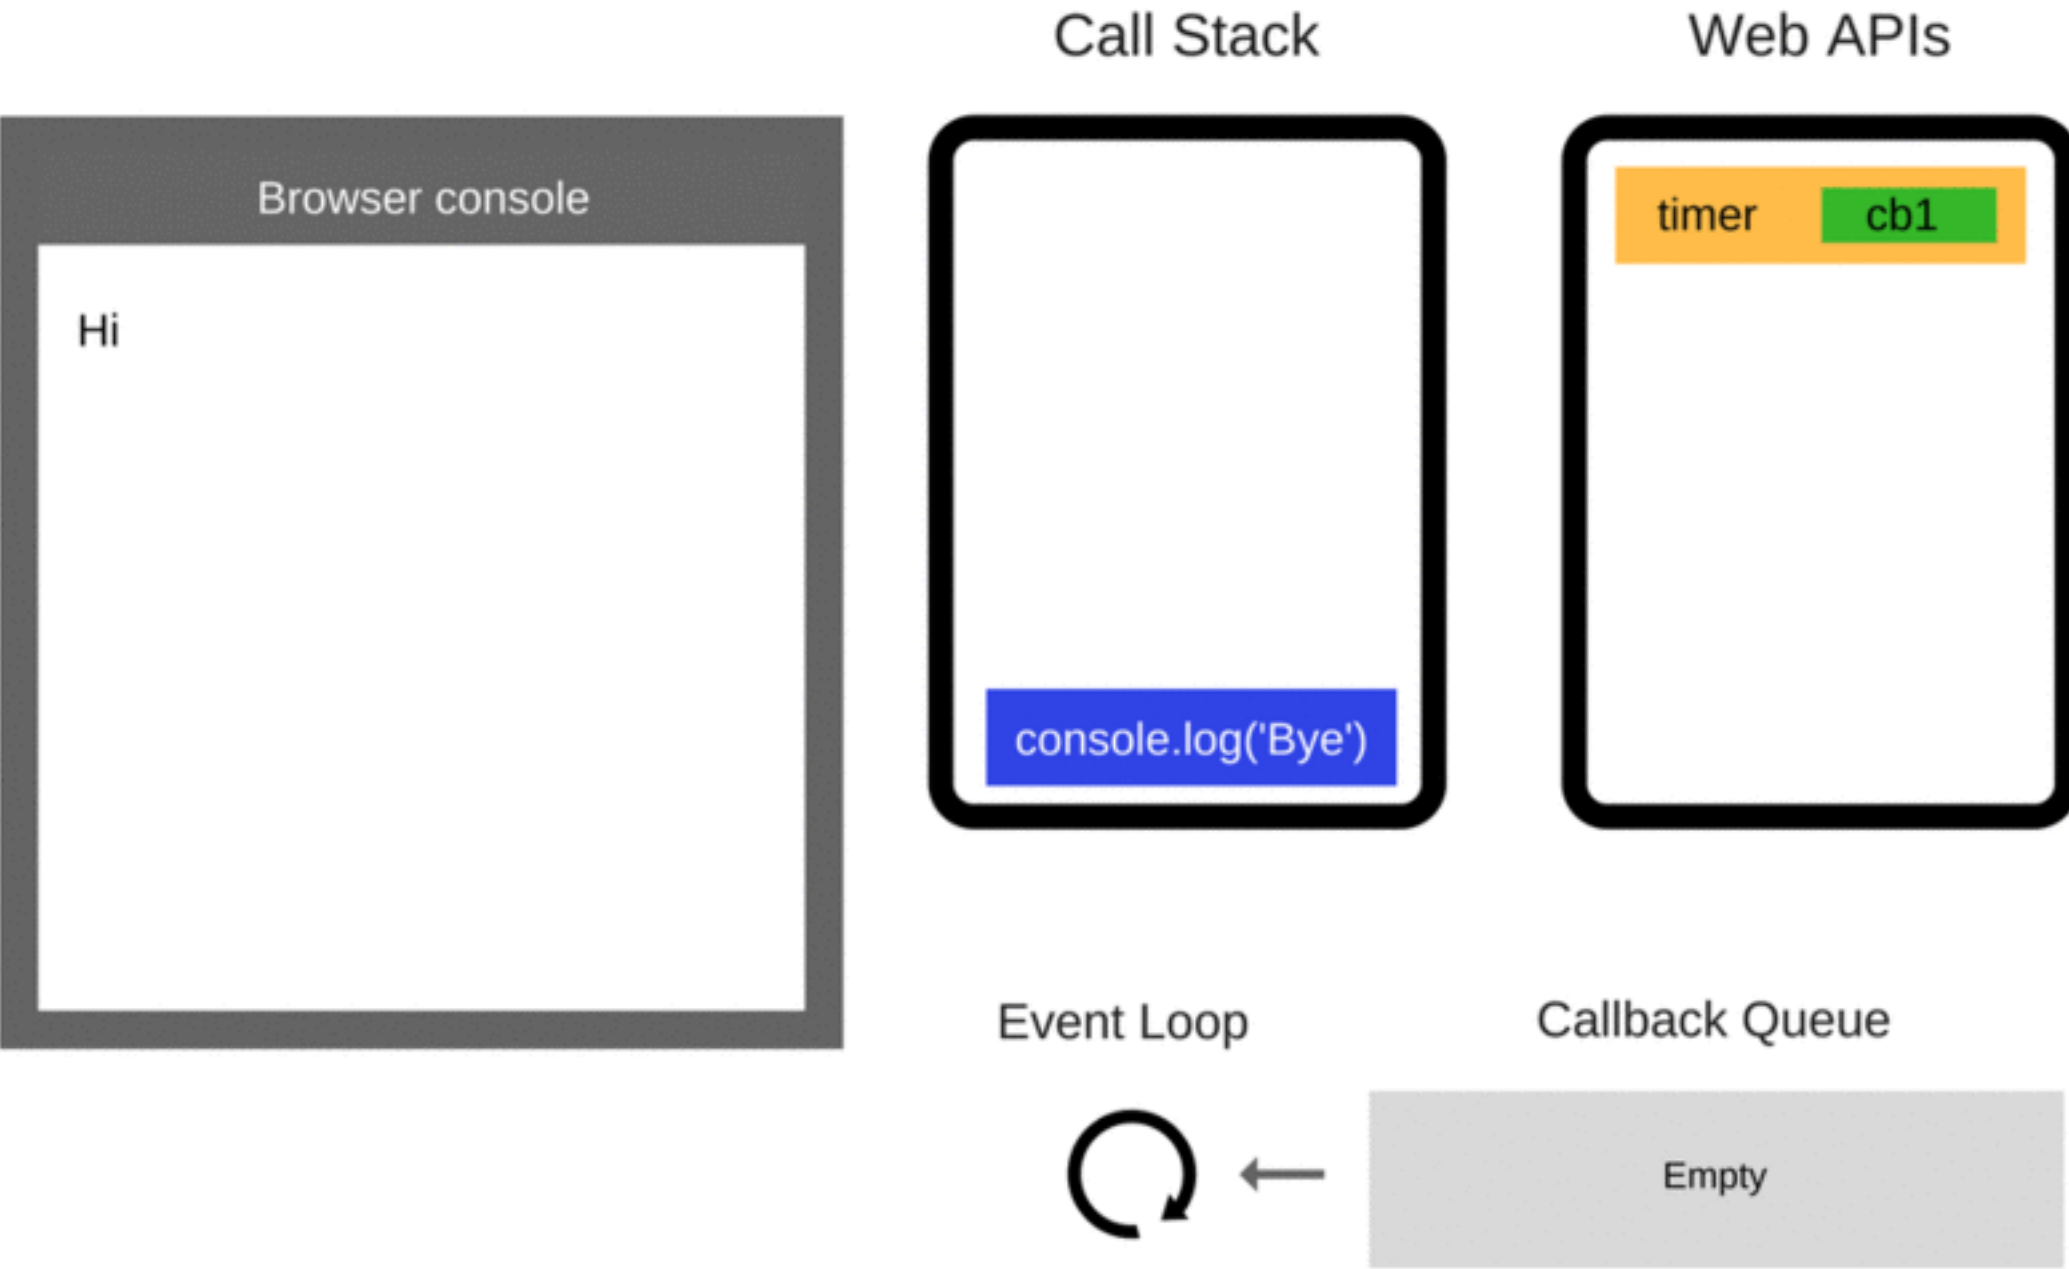 Call Stack
Web APIs
Browser console
Hi
timer
cb1
console.log('Bye')
Event Loop
Callback Queue
Empty